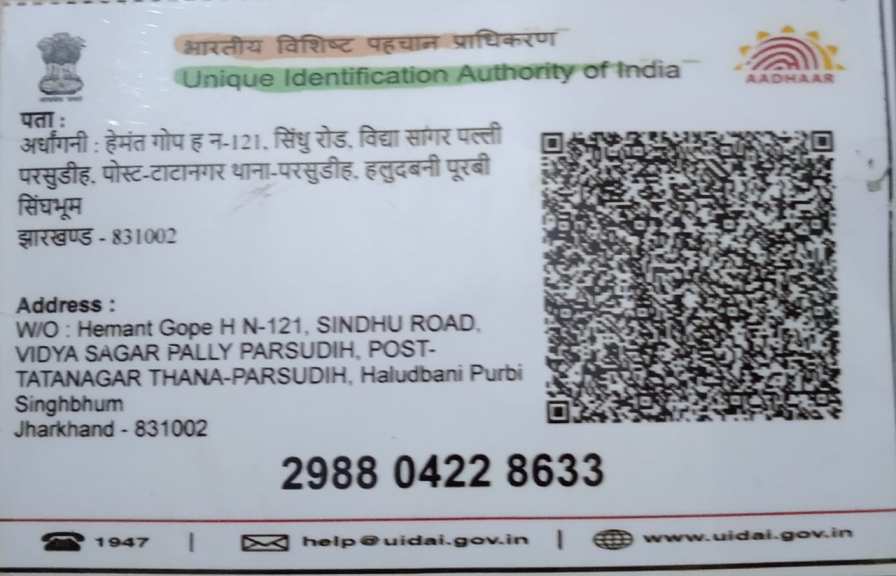 भारतीय विशिष्ट पहचान प्राधिकरण
Unique Identification Authority of India
AADHAAR
पता :
अर्धांगनी : हेमंत गोप ह न-121, सिंधु रोड, विद्या सागर पल्ली
परसुडीह, पोस्ट-टाटानगर थाना-परसुडीह, हलुदबनी पूरबी
सिंघभूम
झारखण्ड - 831002
Address :
W/O : Hemant Gope H N-121, SINDHU ROAD,
VIDYA SAGAR PALLY PARSUDIH, POST-
TATANAGAR THANA-PARSUDIH, Haludbani Purbi
Singhbhum
Jharkhand - 831002
2988 0422 8633
1947 | help@uidai.gov.in | www.uidai.gov.in